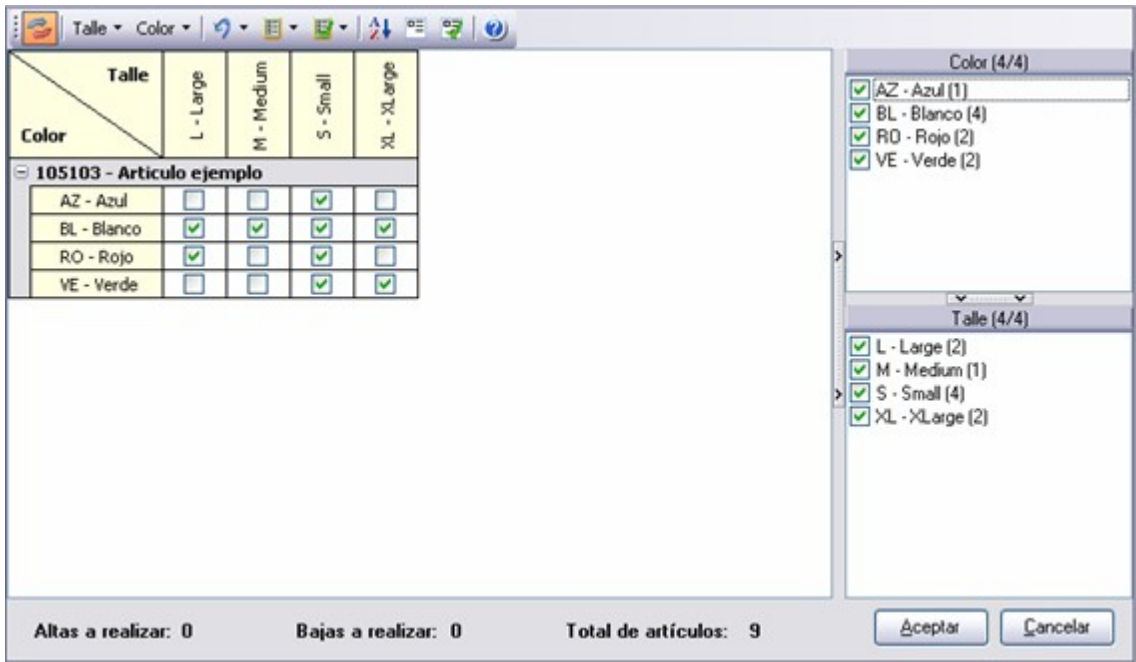 Talle Color
Talle
Color
L - Large
M - Medium
S - Small
XL - XLarge
105103 - Articulo ejemplo
AZ - Azul
BL - Blanco
RO - Rojo
VE - Verde
Color (4/4)
AZ - Azul (1)
BL - Blanco (4)
RO - Rojo (2)
VE - Verde (2)
Talle (4/4)
L - Large (2)
M - Medium (1)
S - Small (4)
XL - XLarge (2)
Altas a realizar: 0 Bajas a realizar: 0 Total de artículos: 9 Aceptar Cancelar